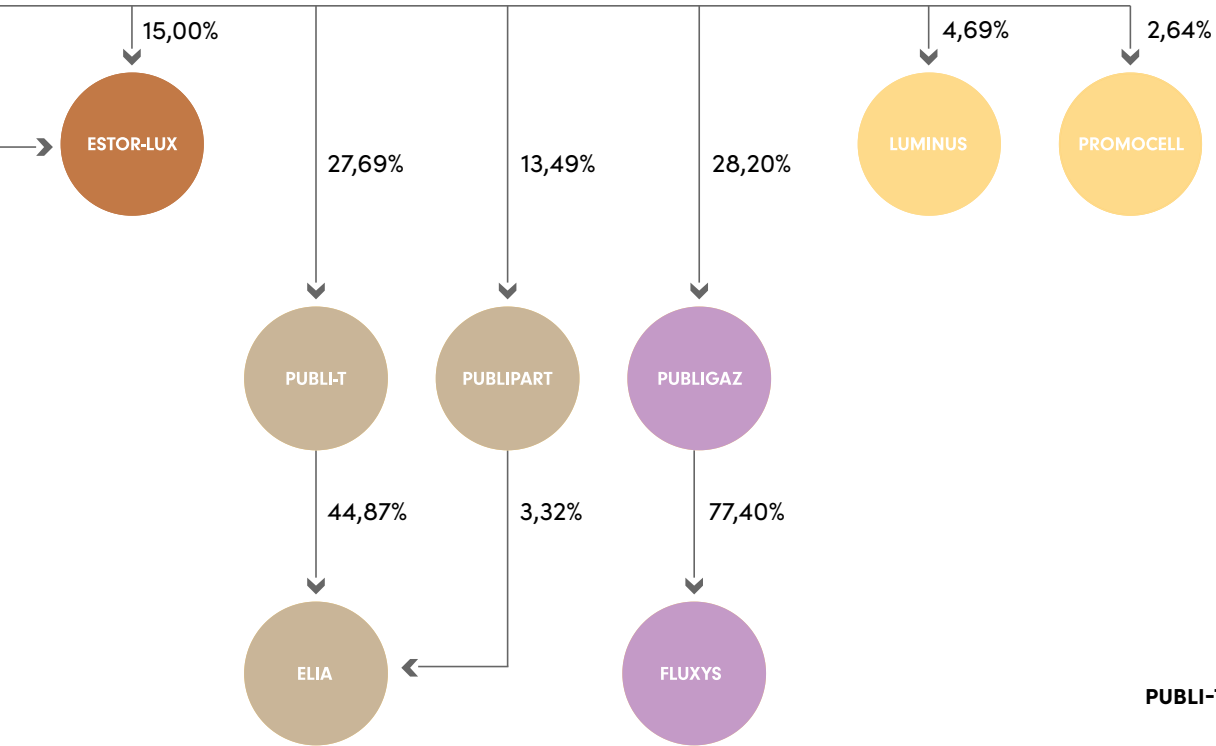 15,00%
4,69%
2,64%
ESTOR-LUX
LUMINUS
PROMOCELL
27,69%
13,49%
28,20%
PUBLI-T
PUBLIPART
PUBLIGAZ
44,87%
3,32%
77,40%
ELIA
FLUXYS
PUBLI-T